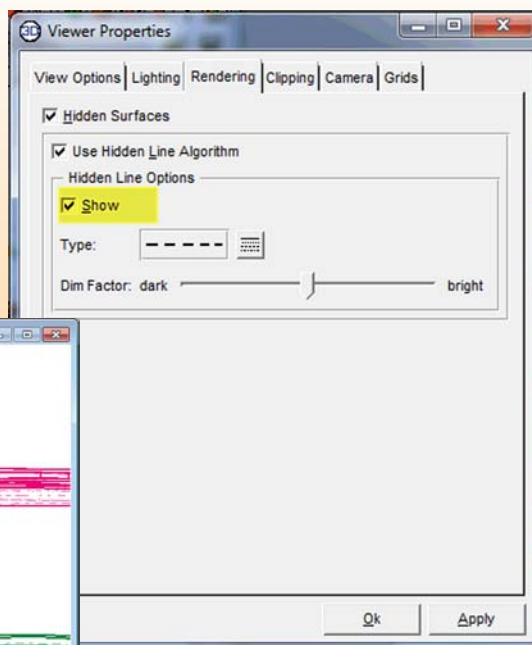 3D Viewer Properties
View Options Lighting Rendering Clipping Camera Grids
Hidden Surfaces
Use Hidden Line Algorithm
Hidden Line Options
Show
Type:
Dim Factor: dark bright
Ok Apply